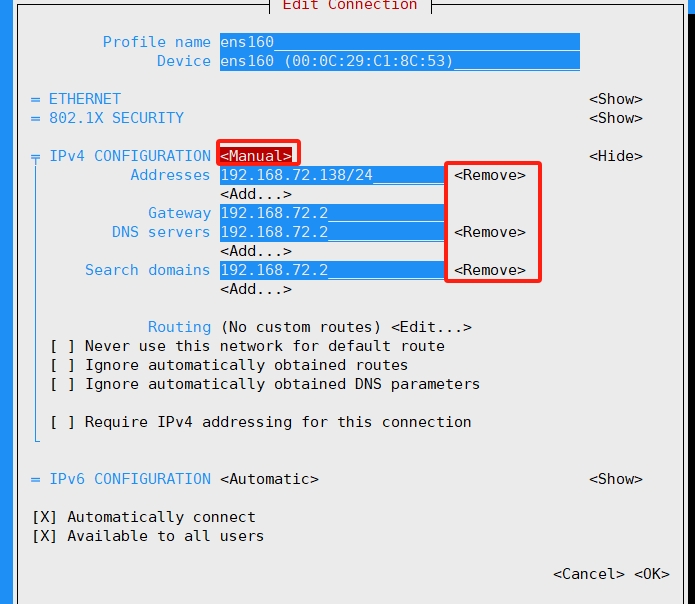 Edit Connection
Profile name ens160
Device ens160 (00:0C:29:C1:8C:53)
= ETHERNET <Show>
= 802.1X SECURITY <Show>
IPv4 CONFIGURATION <Manual> <Hide>
Addresses 192.168.72.138/24 <Remove>
<Add...>
Gateway 192.168.72.2
DNS servers 192.168.72.2 <Remove>
<Add...>
Search domains 192.168.72.2 <Remove>
<Add...>
Routing (No custom routes) <Edit...>
[ ] Never use this network for default route
[ ] Ignore automatically obtained routes
[ ] Ignore automatically obtained DNS parameters
[ ] Require IPv4 addressing for this connection
= IPv6 CONFIGURATION <Automatic> <Show>
[X] Automatically connect
[X] Available to all users
<Cancel> <OK>